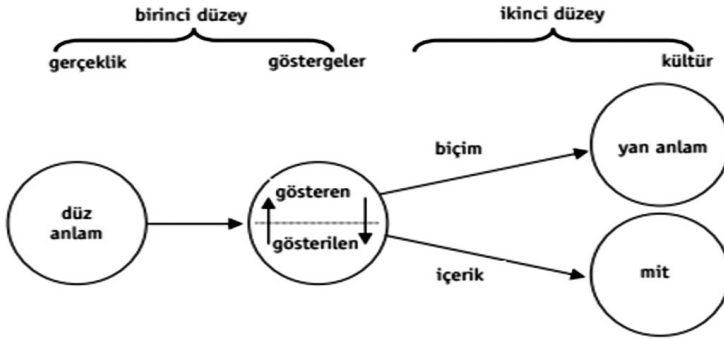 birinci düzey
ikinci düzey
gerçeklik
göstergeler
kültür
düz
anlam
gösteren
gösterilen
biçim
içerik
yan anlam
mit